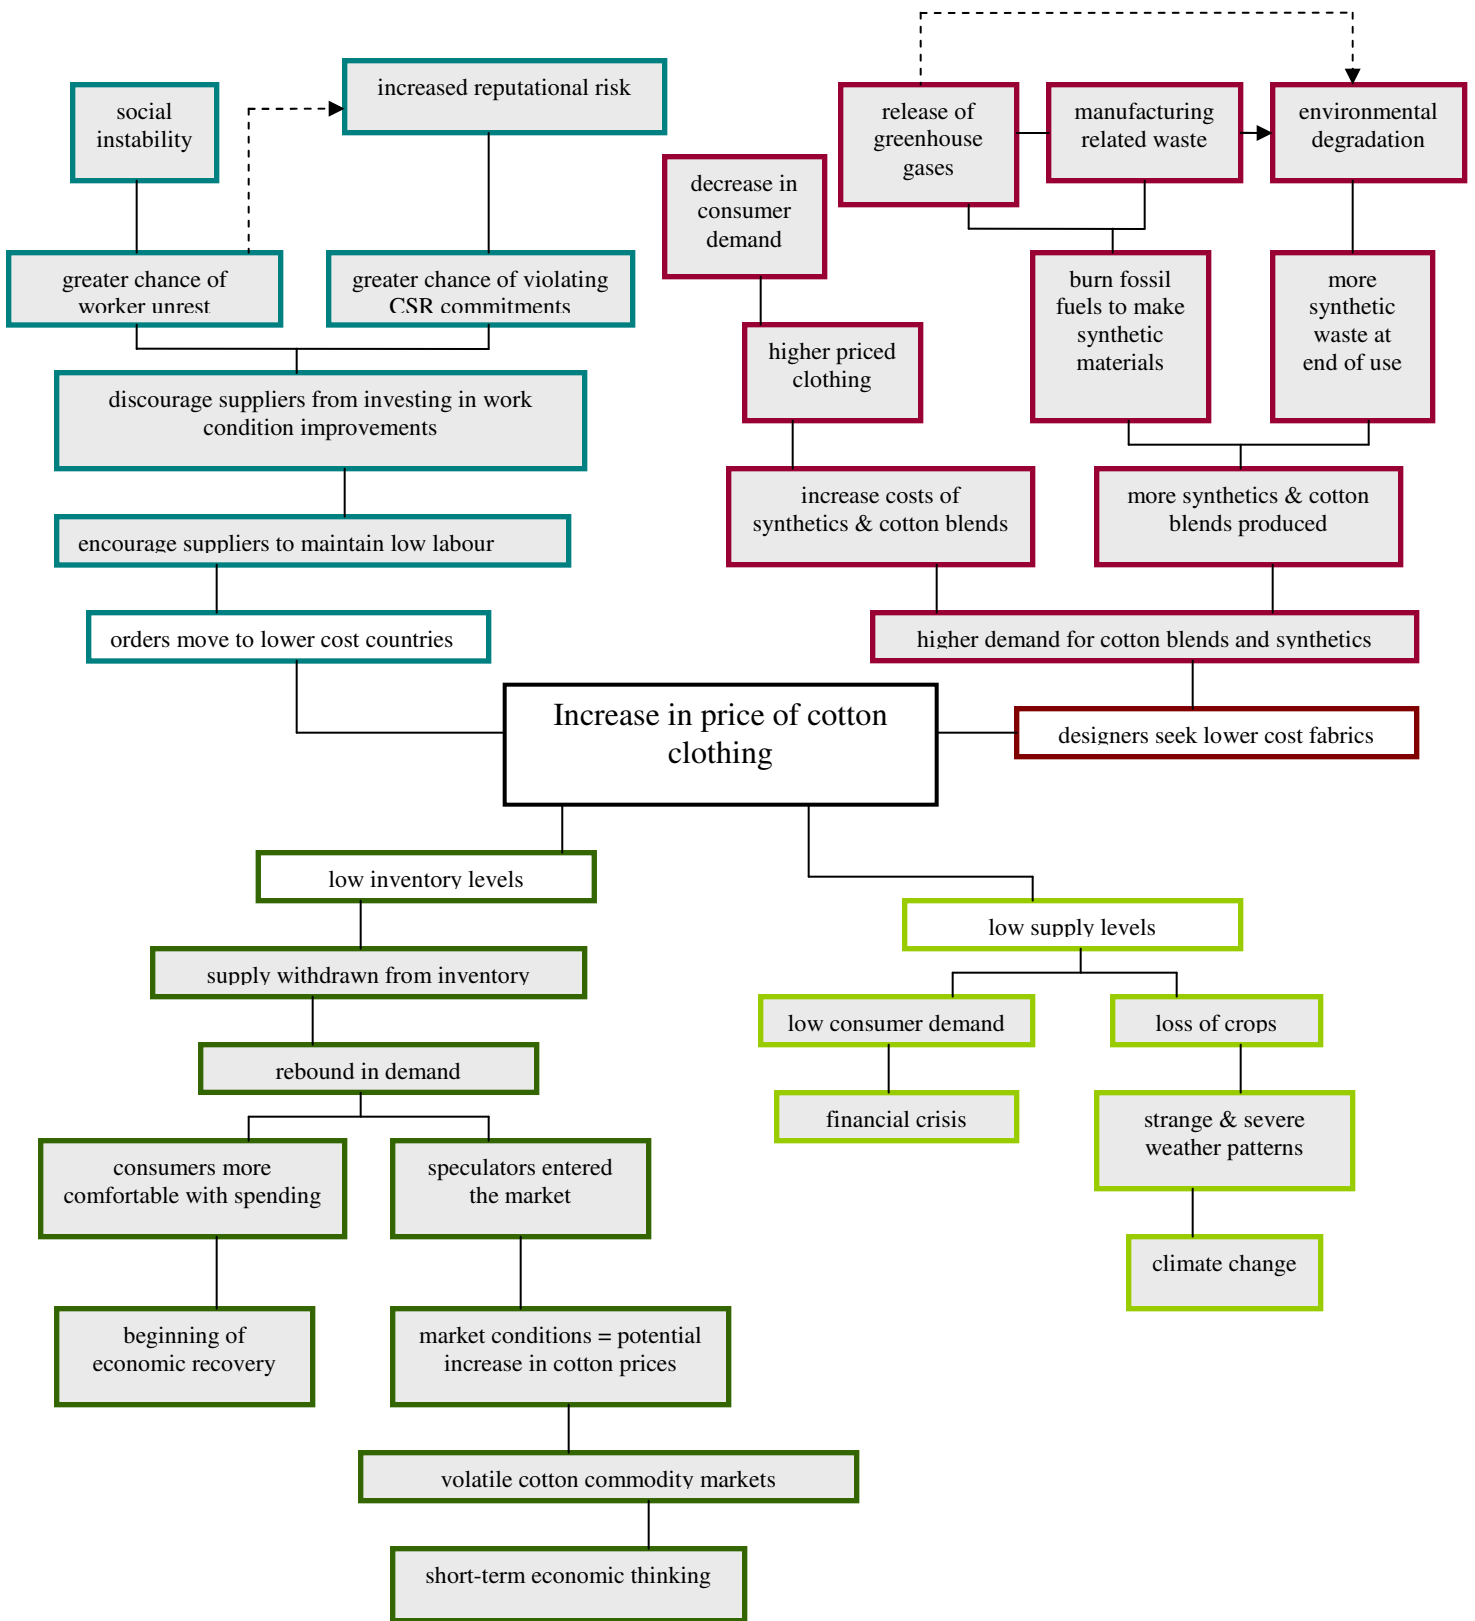 increased reputational risk
social
instability
release of
greenhouse
gases
manufacturing
related waste
environmental
degradation
decrease in
consumer
demand
greater chance of
worker unrest
greater chance of violating
CSR commitments
burn fossil
fuels to make
synthetic
materials
more
synthetic
waste at
end of use
higher priced
clothing
discourage suppliers from investing in work
condition improvements
increase costs of
synthetics & cotton blends
more synthetics & cotton
blends produced
encourage suppliers to maintain low labour
orders move to lower cost countries
higher demand for cotton blends and synthetics
Increase in price of cotton
clothing
designers seek lower cost fabrics
low inventory levels
low supply levels
supply withdrawn from inventory
low consumer demand
loss of crops
rebound in demand
financial crisis
strange & severe
weather patterns
consumers more
comfortable with spending
speculators entered
the market
climate change
beginning of
economic recovery
market conditions = potential
increase in cotton prices
volatile cotton commodity markets
short-term economic thinking